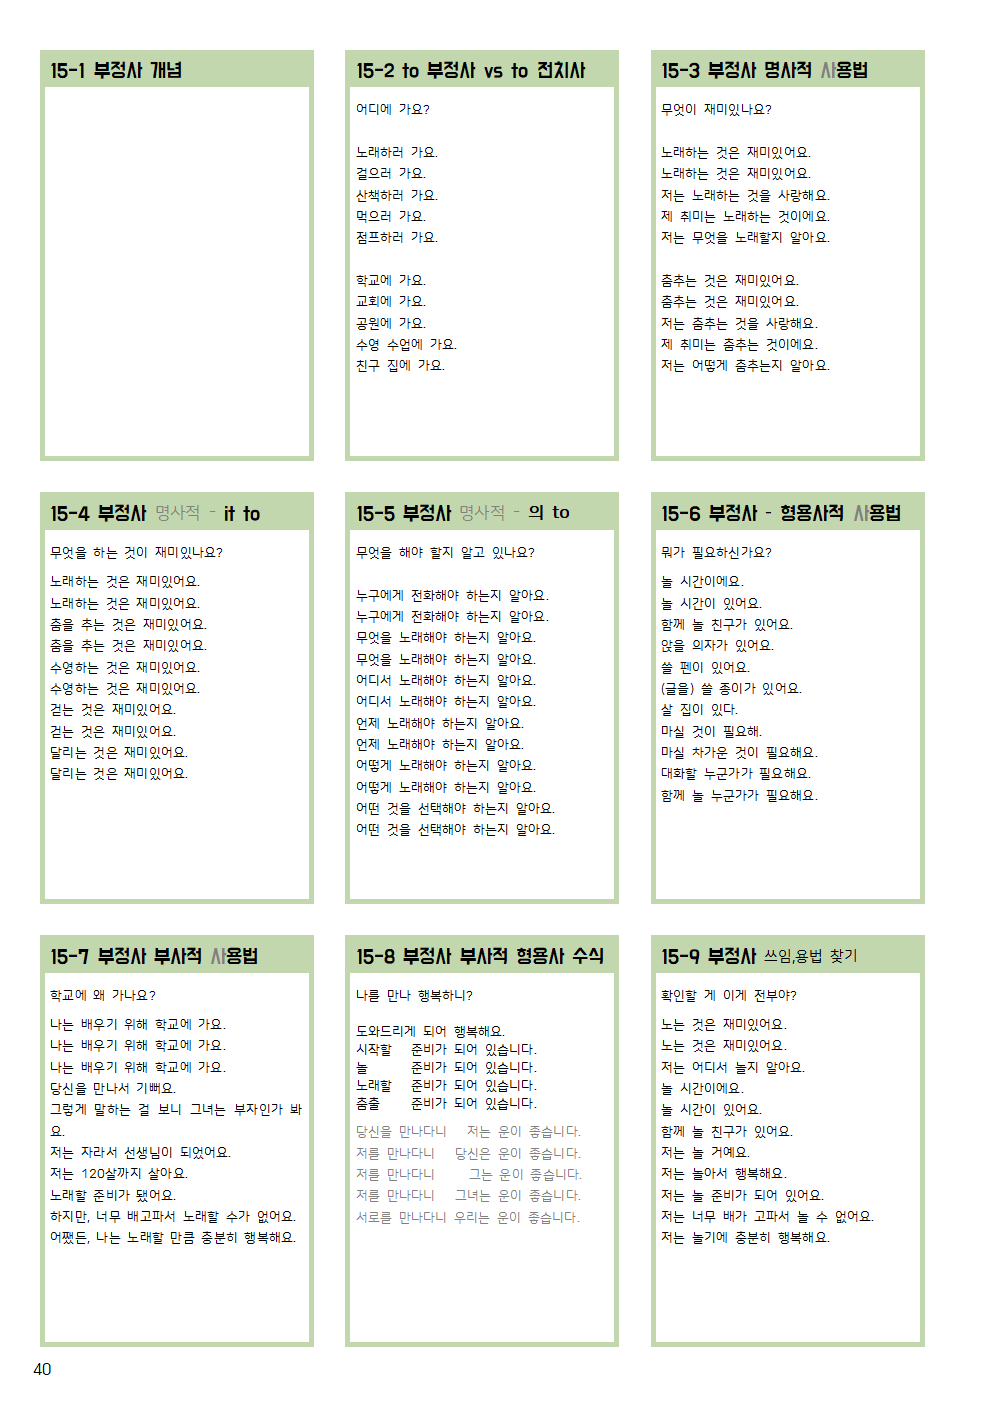 15-1 부정사 개념
15-2 to 부정사 vs to 전치사
어디에 가요?
노래하러 가요.
걸으러 가요.
산책하러 가요.
먹으러 가요.
점프하러 가요.
학교에 가요.
교회에 가요.
공원에 가요.
수영 수업에 가요.
친구 집에 가요.
15-3 부정사 명사적 사용법
무엇이 재미있나요?
노래하는 것은 재미있어요.
노래하는 것은 재미있어요.
저는 노래하는 것을 사랑해요.
제 취미는 노래하는 것이에요.
저는 무엇을 노래할지 알아요.
춤추는 것은 재미있어요.
춤추는 것은 재미있어요.
저는 춤추는 것을 사랑해요.
제 취미는 춤추는 것이에요.
저는 어떻게 춤추는지 알아요.
15-4 부정사 명사적 - it to
무엇을 하는 것이 재미있나요?
노래하는 것은 재미있어요.
노래하는 것은 재미있어요.
춤을 추는 것은 재미있어요.
춤을 추는 것은 재미있어요.
수영하는 것은 재미있어요.
수영하는 것은 재미있어요.
걷는 것은 재미있어요.
걷는 것은 재미있어요.
달리는 것은 재미있어요.
달리는 것은 재미있어요.
15-5 부정사 명사적 - 의 to
무엇을 해야 할지 알고 있나요?
누구에게 전화해야 하는지 알아요.
누구에게 전화해야 하는지 알아요.
무엇을 노래해야 하는지 알아요.
무엇을 노래해야 하는지 알아요.
어디서 노래해야 하는지 알아요.
어디서 노래해야 하는지 알아요.
언제 노래해야 하는지 알아요.
언제 노래해야 하는지 알아요.
어떻게 노래해야 하는지 알아요.
어떻게 노래해야 하는지 알아요.
어떤 것을 선택해야 하는지 알아요.
어떤 것을 선택해야 하는지 알아요.
15-6 부정사 - 형용사적 사용법
뭐가 필요하신가요?
놀 시간이에요.
놀 시간이 있어요.
함께 놀 친구가 있어요.
앉을 의자가 있어요.
쓸 펜이 있어요.
(글을) 쓸 종이가 있어요.
살 집이 있다.
마실 것이 필요해.
마실 차가운 것이 필요해요.
대화할 누군가가 필요해요.
함께 놀 누군가가 필요해요.
15-7 부정사 부사적 사용법
학교에 왜 가나요?
나는 배우기 위해 학교에 가요.
나는 배우기 위해 학교에 가요.
나는 배우기 위해 학교에 가요.
당신을 만나서 기뻐요.
그렇게 말하는 걸 보니 그녀는 부자인가 봐
요.
저는 자라서 선생님이 되었어요.
저는 120살까지 살아요.
노래할 준비가 됐어요.
하지만, 너무 배고파서 노래할 수가 없어요.
어쨌든, 나는 노래할 만큼 충분히 행복해요.
15-8 부정사 부사적 형용사 수식
나를 만나 행복하니?
도와드리게 되어 행복해요.
시작할 준비가 되어 있습니다.
놀 준비가 되어 있습니다.
노래할 준비가 되어 있습니다.
춤출 준비가 되어 있습니다.
당신을 만나다니 저는 운이 좋습니다.
저를 만나다니 당신은 운이 좋습니다.
저를 만나다니 그는 운이 좋습니다.
저를 만나다니 그녀는 운이 좋습니다.
서로를 만나다니 우리는 운이 좋습니다.
15-9 부정사 쓰임,용법 찾기
확인할 게 이게 전부야?
노는 것은 재미있어요.
노는 것은 재미있어요.
저는 어디서 놀지 알아요.
놀 시간이에요.
놀 시간이 있어요.
함께 놀 친구가 있어요.
저는 놀 거예요.
저는 놀아서 행복해요.
저는 놀 준비가 되어 있어요.
저는 너무 배가 고파서 놀 수 없어요.
저는 놀기에 충분히 행복해요.
40